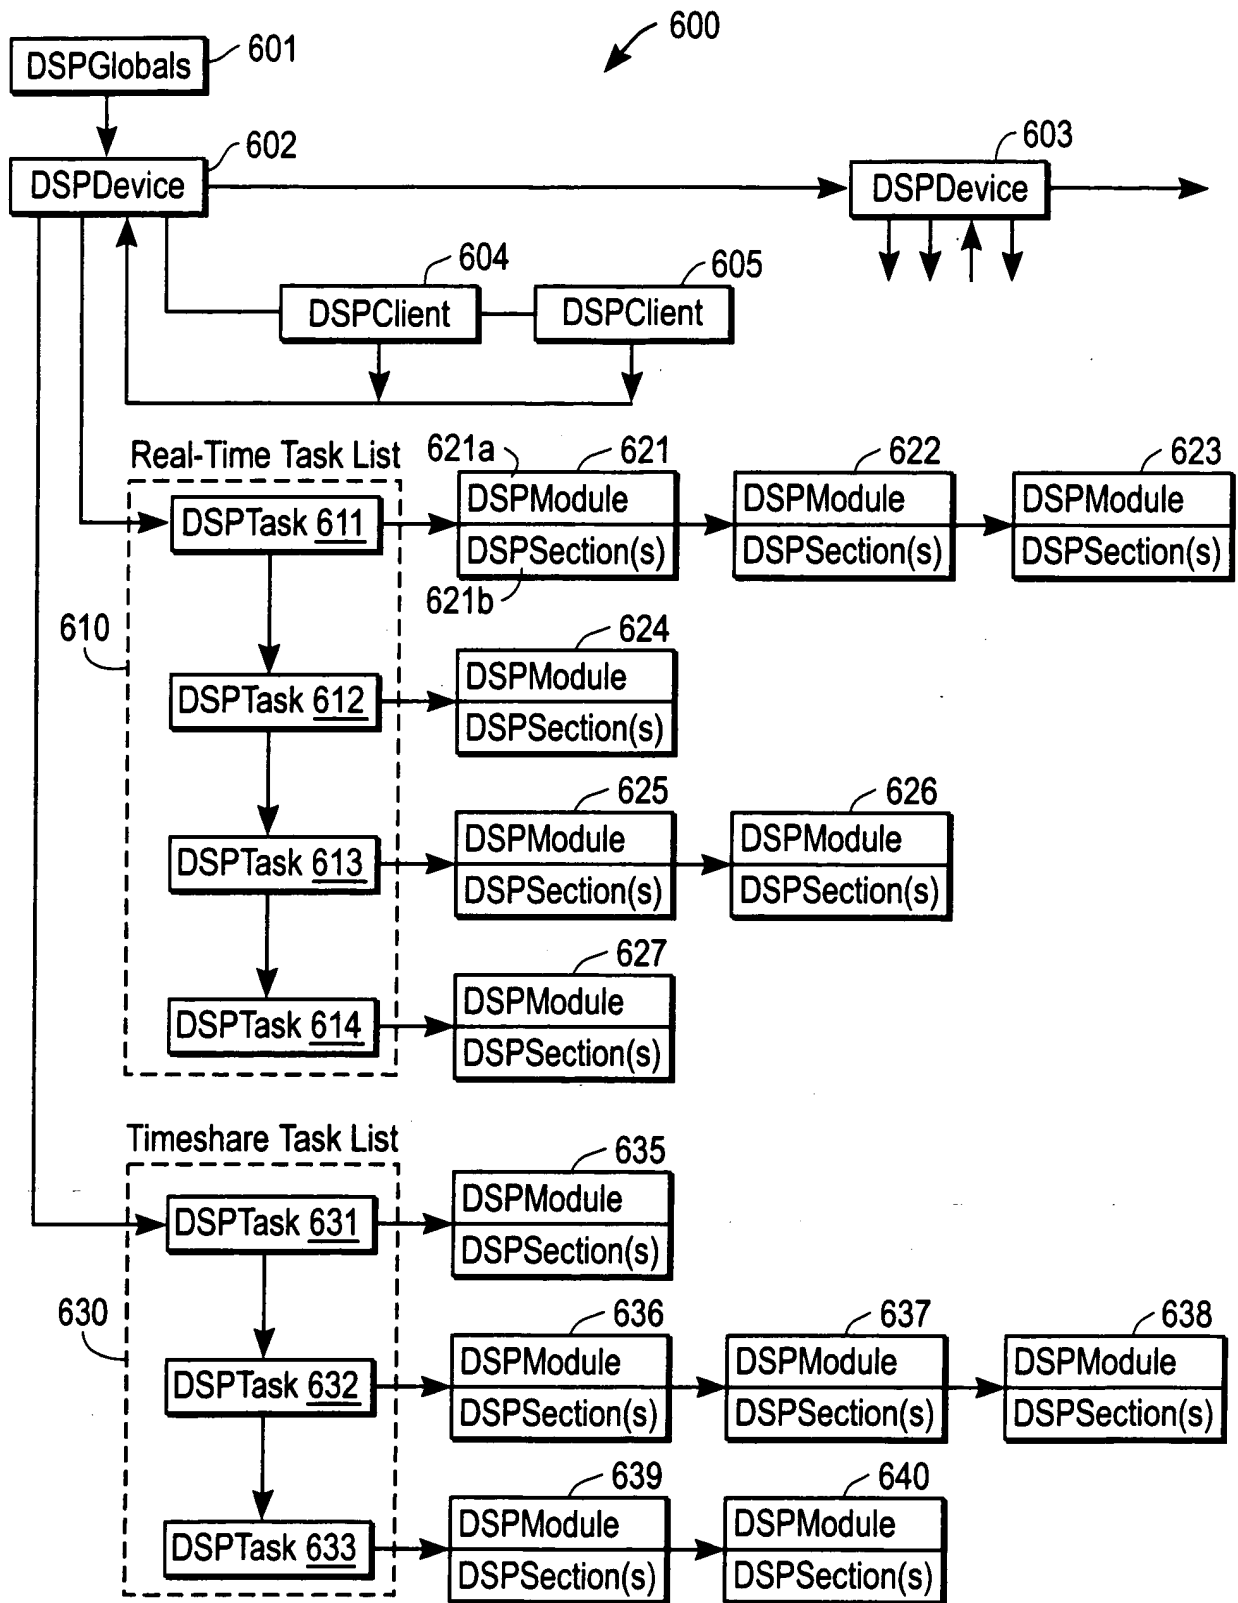 600
601
DSPGlobals
602
603
DSPDevice
DSPDevice
604
605
DSPClient
DSPClient
Real-Time Task List
621a
621
622
623
DSPTask 611
DSPModule
DSPSection(s)
DSPModule
DSPSection(s)
DSPModule
DSPSection(s)
621b
610
624
DSPTask 612
DSPModule
DSPSection(s)
625
626
DSPTask 613
DSPModule
DSPSection(s)
DSPModule
DSPSection(s)
627
DSPTask 614
DSPModule
DSPSection(s)
Timeshare Task List
635
DSPTask 631
DSPModule
DSPSection(s)
630
636
637
638
DSPTask 632
DSPModule
DSPSection(s)
DSPModule
DSPSection(s)
DSPModule
DSPSection(s)
639
640
DSPTask 633
DSPModule
DSPSection(s)
DSPModule
DSPSection(s)